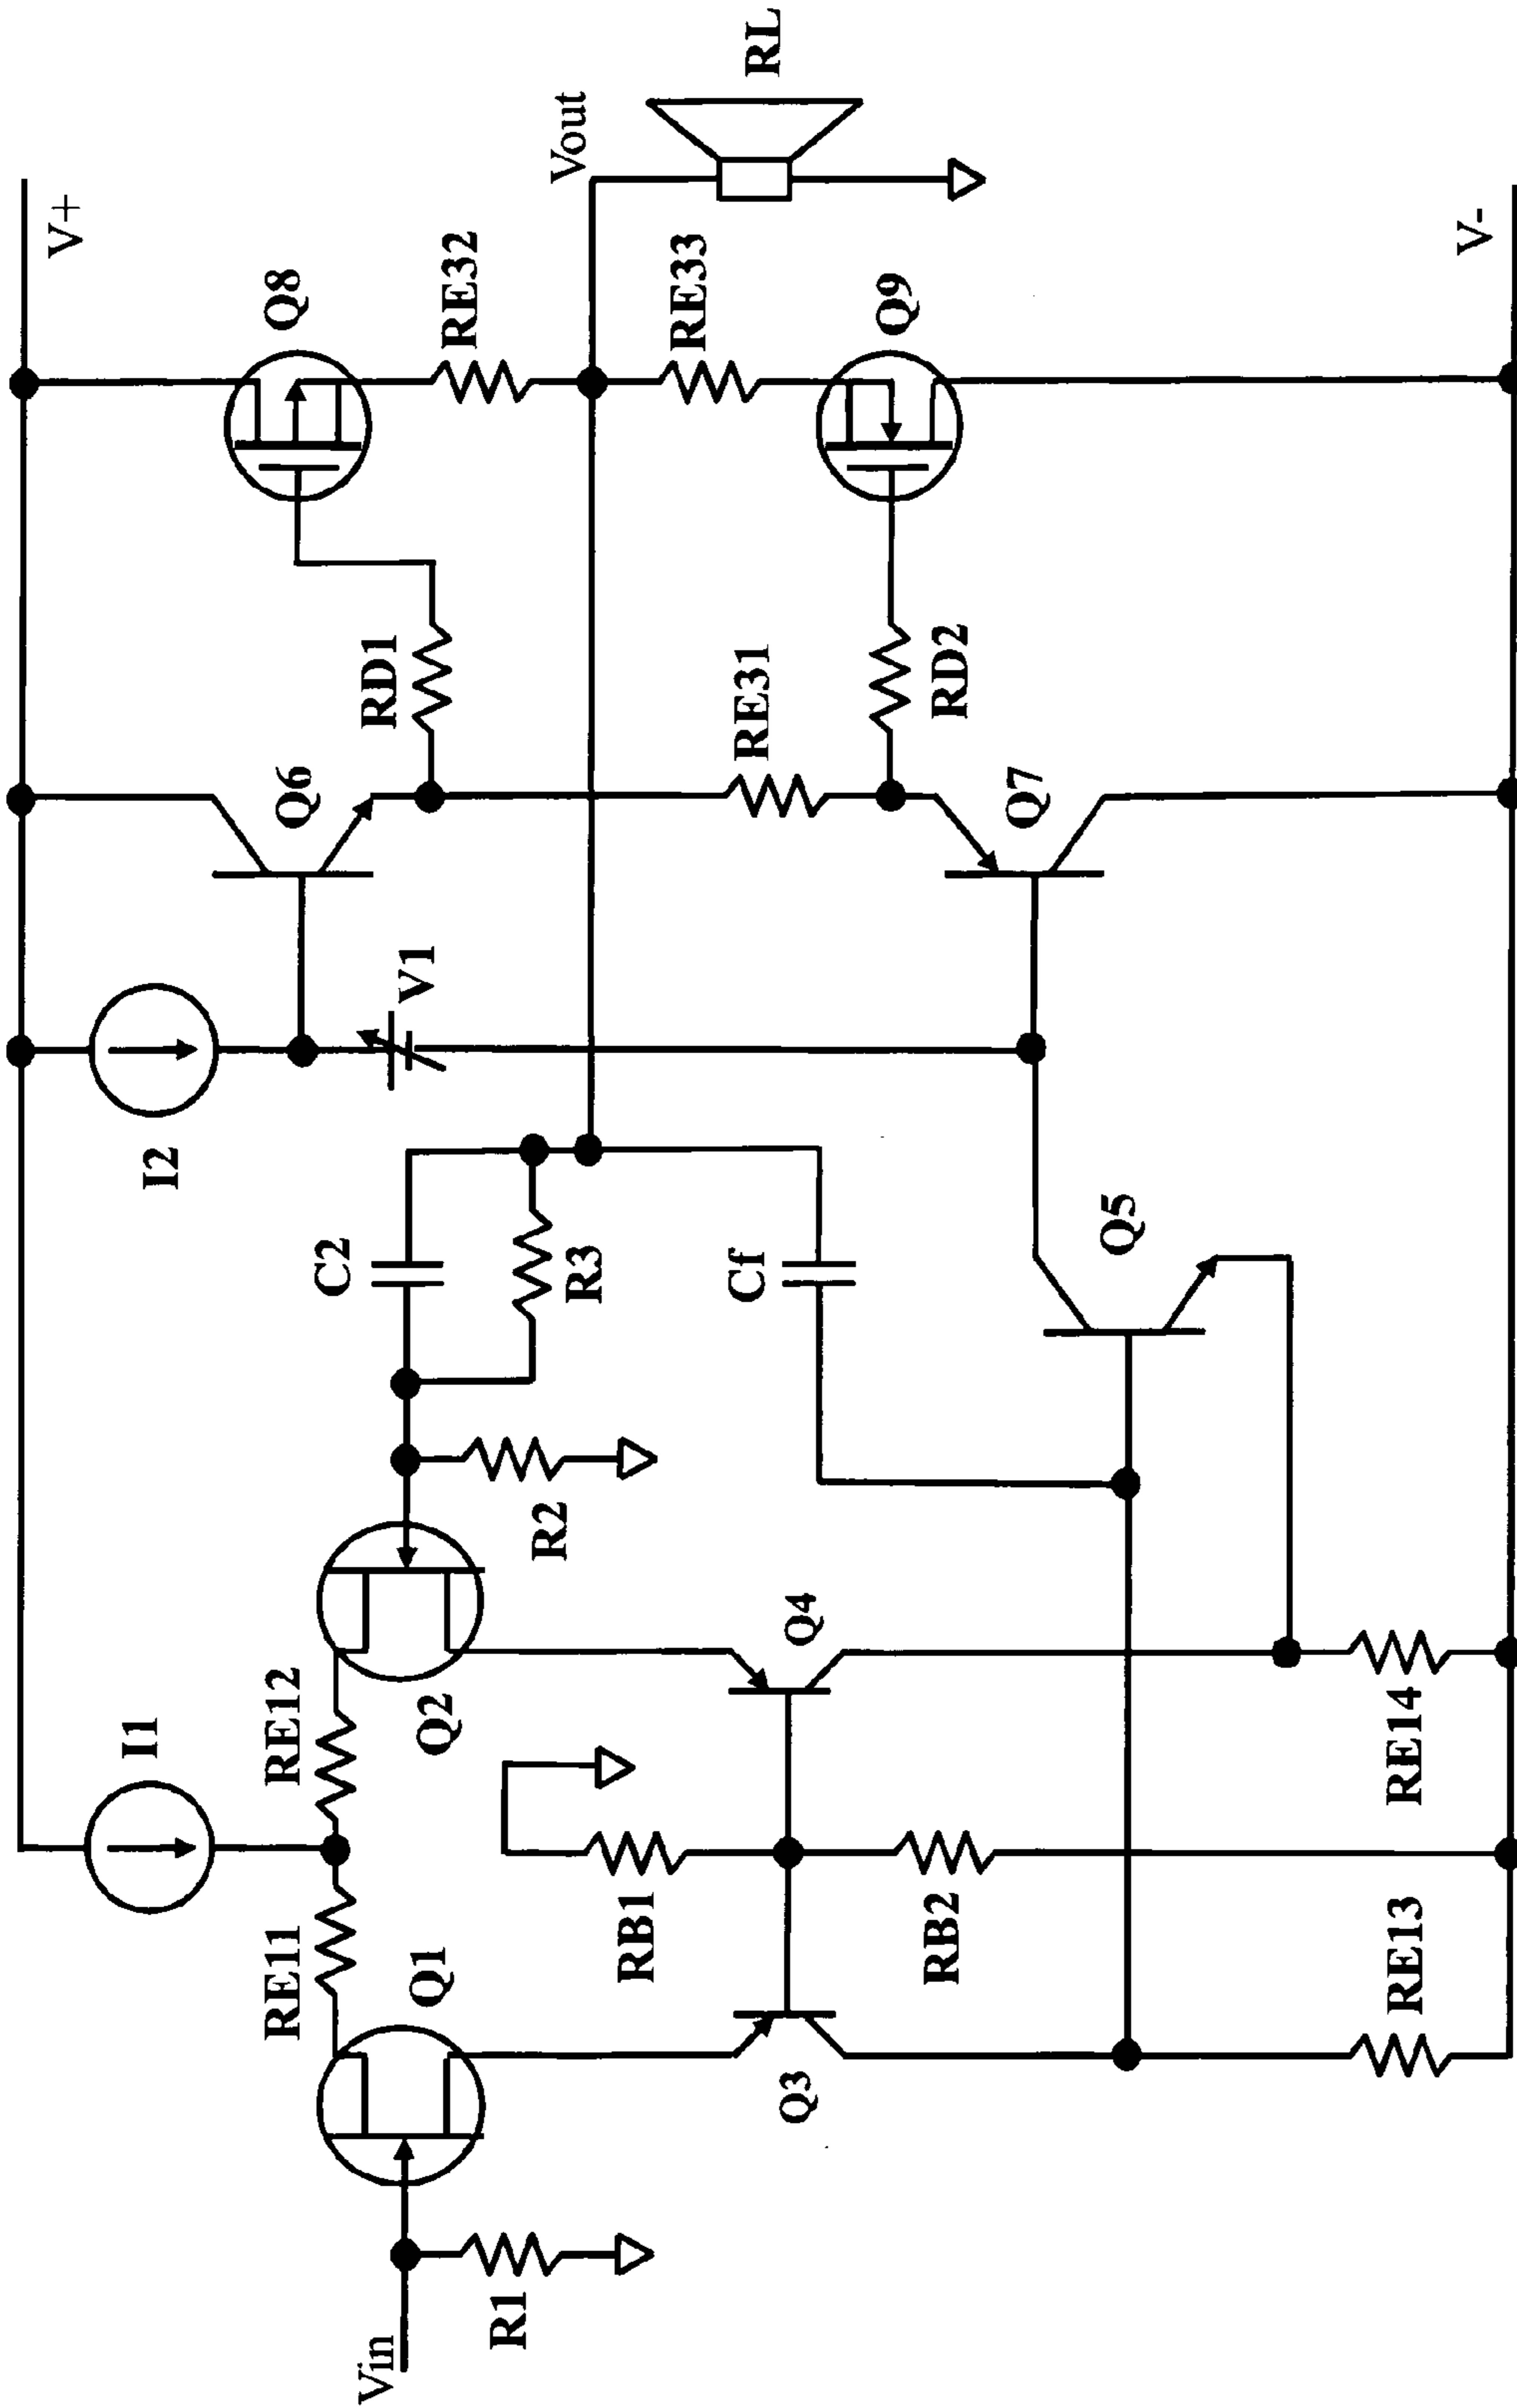 V+
I1
I2
Q8
RE11
RE12
C2
Q6
RD1
RE32
Vin
Q1
Q2
V1
Vout
R1
R2
R3
RB1
Cf
RE31
RE33
RL
Q3
Q4
Q9
RB2
RD2
Q5
Q7
RE13
RE14
V-